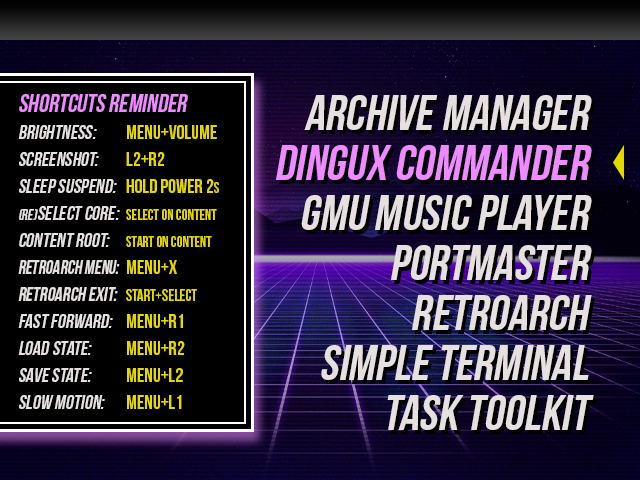 SHORTCUTS REMINDER
BRIGHTNESS: MENU+VOLUME
SCREENSHOT: L2+R2
SLEEP SUSPEND: HOLD POWER 2s
(RE)SELECT CORE: SELECT ON CONTENT
CONTENT ROOT: START ON CONTENT
RETROARCH MENU: MENU+X
RETROARCH EXIT: START+SELECT
FAST FORWARD: MENU+R1
LOAD STATE: MENU+R2
SAVE STATE: MENU+L2
SLOW MOTION: MENU+L1
ARCHIVE MANAGER
DINGUX COMMANDER
GMU MUSIC PLAYER
PORTMASTER
RETROARCH
SIMPLE TERMINAL
TASK TOOLKIT